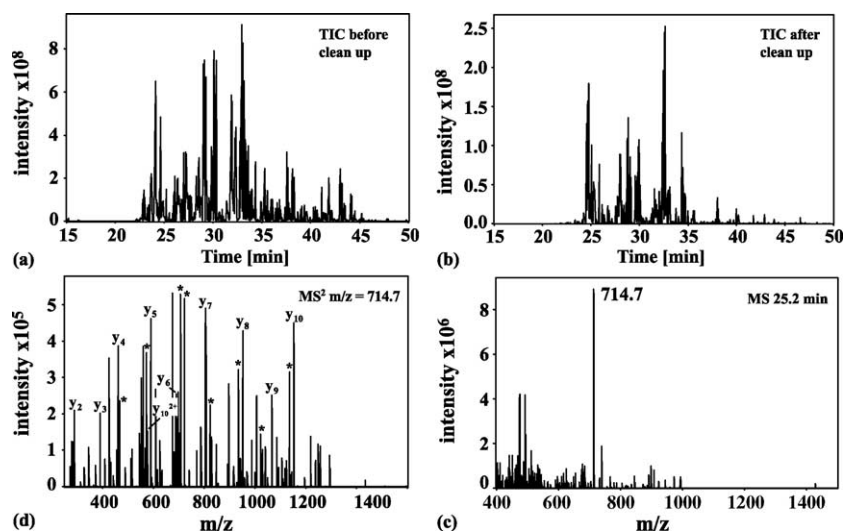 TIC before
clean up
intensity x10⁸
8
6
4
2
0
15 20 25 30 35 40 45 50
Time [min]
(a)
TIC after
clean up
intensity x10⁸
2.5
2.0
1.5
1.0
0.5
0.0
15 20 25 30 35 40 45 50
Time [min]
(b)
MS² m/z = 714.7
intensity x10⁵
5
4
3
2
1
0
y₂ y₃ y₄ y₅ y₆ y₇ y₈ y₉ y₁₀
y₁₀²⁺
* * * * * * * *
400 600 800 1000 1200 1400
m/z
(d)
714.7
MS 25.2 min
intensity x10⁶
8
6
4
2
0
400 600 800 1000 1200 1400
m/z
(c)